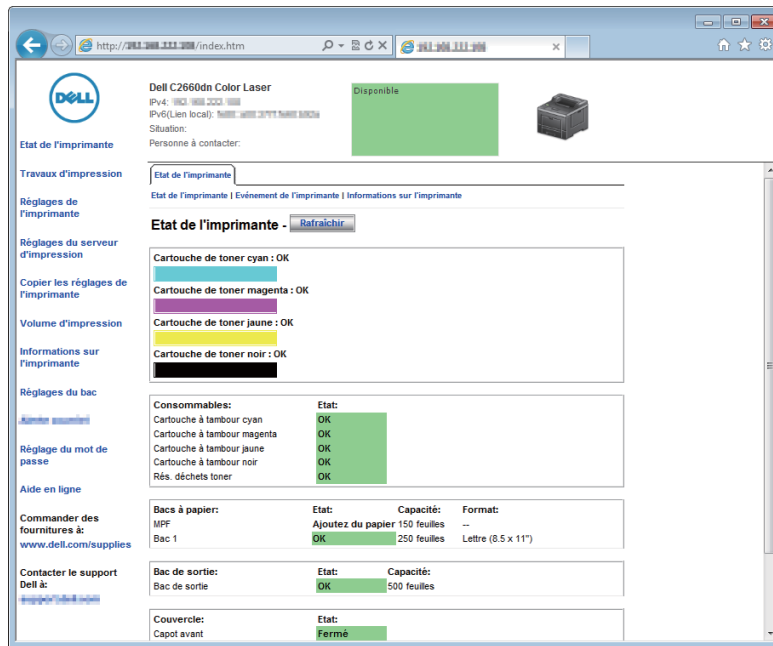 http:// /index.htm
DELL
Dell C2660dn Color Laser
IPv4:
IPv6(Lien local):
Situation:
Personne à contacter:
Disponible
Etat de l'imprimante
Travaux d'impression
Réglages de
l'imprimante
Réglages du serveur
d'impression
Copier les réglages de
l'imprimante
Volume d'impression
Informations sur
l'imprimante
Règlages du bac
Réglage du mot de
passe
Aide en ligne
Commander des
fournitures à:
www.dell.com/supplies
Contacter le support
Dell à:
Etat de l'imprimante
Etat de l'imprimante | Evénement de l'imprimante | Informations sur l'imprimante
Etat de l'imprimante - Rafraîchir
Cartouche de toner cyan : OK
Cartouche de toner magenta : OK
Cartouche de toner jaune : OK
Cartouche de toner noir : OK
Consommables: Etat:
Cartouche à tambour cyan OK
Cartouche à tambour magenta OK
Cartouche à tambour jaune OK
Cartouche à tambour noir OK
Rés. déchets toner OK
Bacs à papier: Etat: Capacité: Format:
MPF Ajoutez du papier 150 feuilles --
Bac 1 OK 250 feuilles Lettre (8.5 x 11")
Bac de sortie: Etat: Capacité:
Bac de sortie OK 500 feuilles
Couvercle: Etat:
Capot avant Fermé